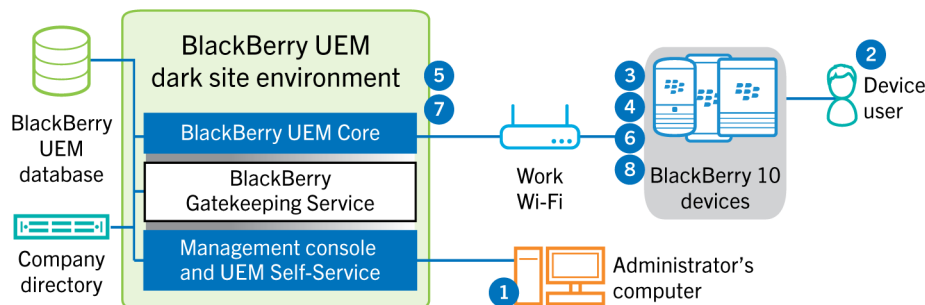 BlackBerry UEM
dark site environment
5
7
BlackBerry UEM Core
BlackBerry
Gatekeeping Service
Management console
and UEM Self-Service
BlackBerry
UEM
database
Company
directory
Work
Wi-Fi
3
4
6
8
BlackBerry 10
devices
2
Device
user
1
Administrator's
computer